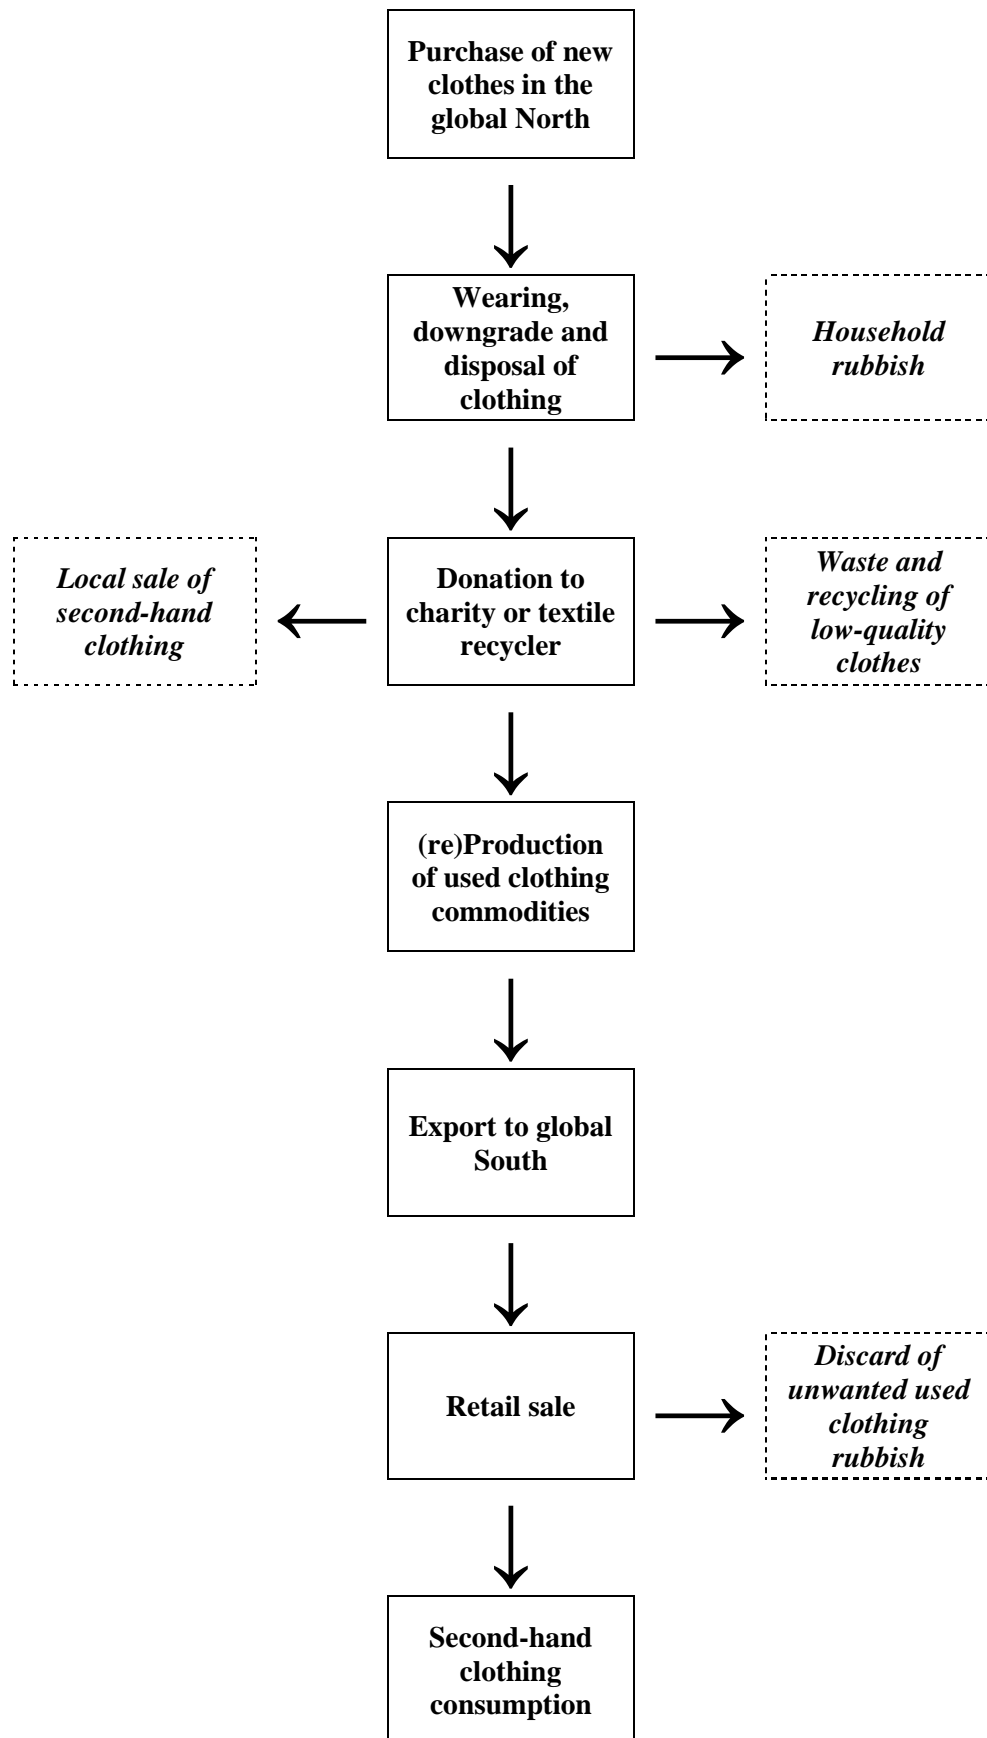 Purchase of new
clothes in the
global North
Wearing,
downgrade and
disposal of
clothing
Household
rubbish
Local sale of
second-hand
clothing
Donation to
charity or textile
recycler
Waste and
recycling of
low-quality
clothes
(re)Production
of used clothing
commodities
Export to global
South
Retail sale
Discard of
unwanted used
clothing
rubbish
Second-hand
clothing
consumption